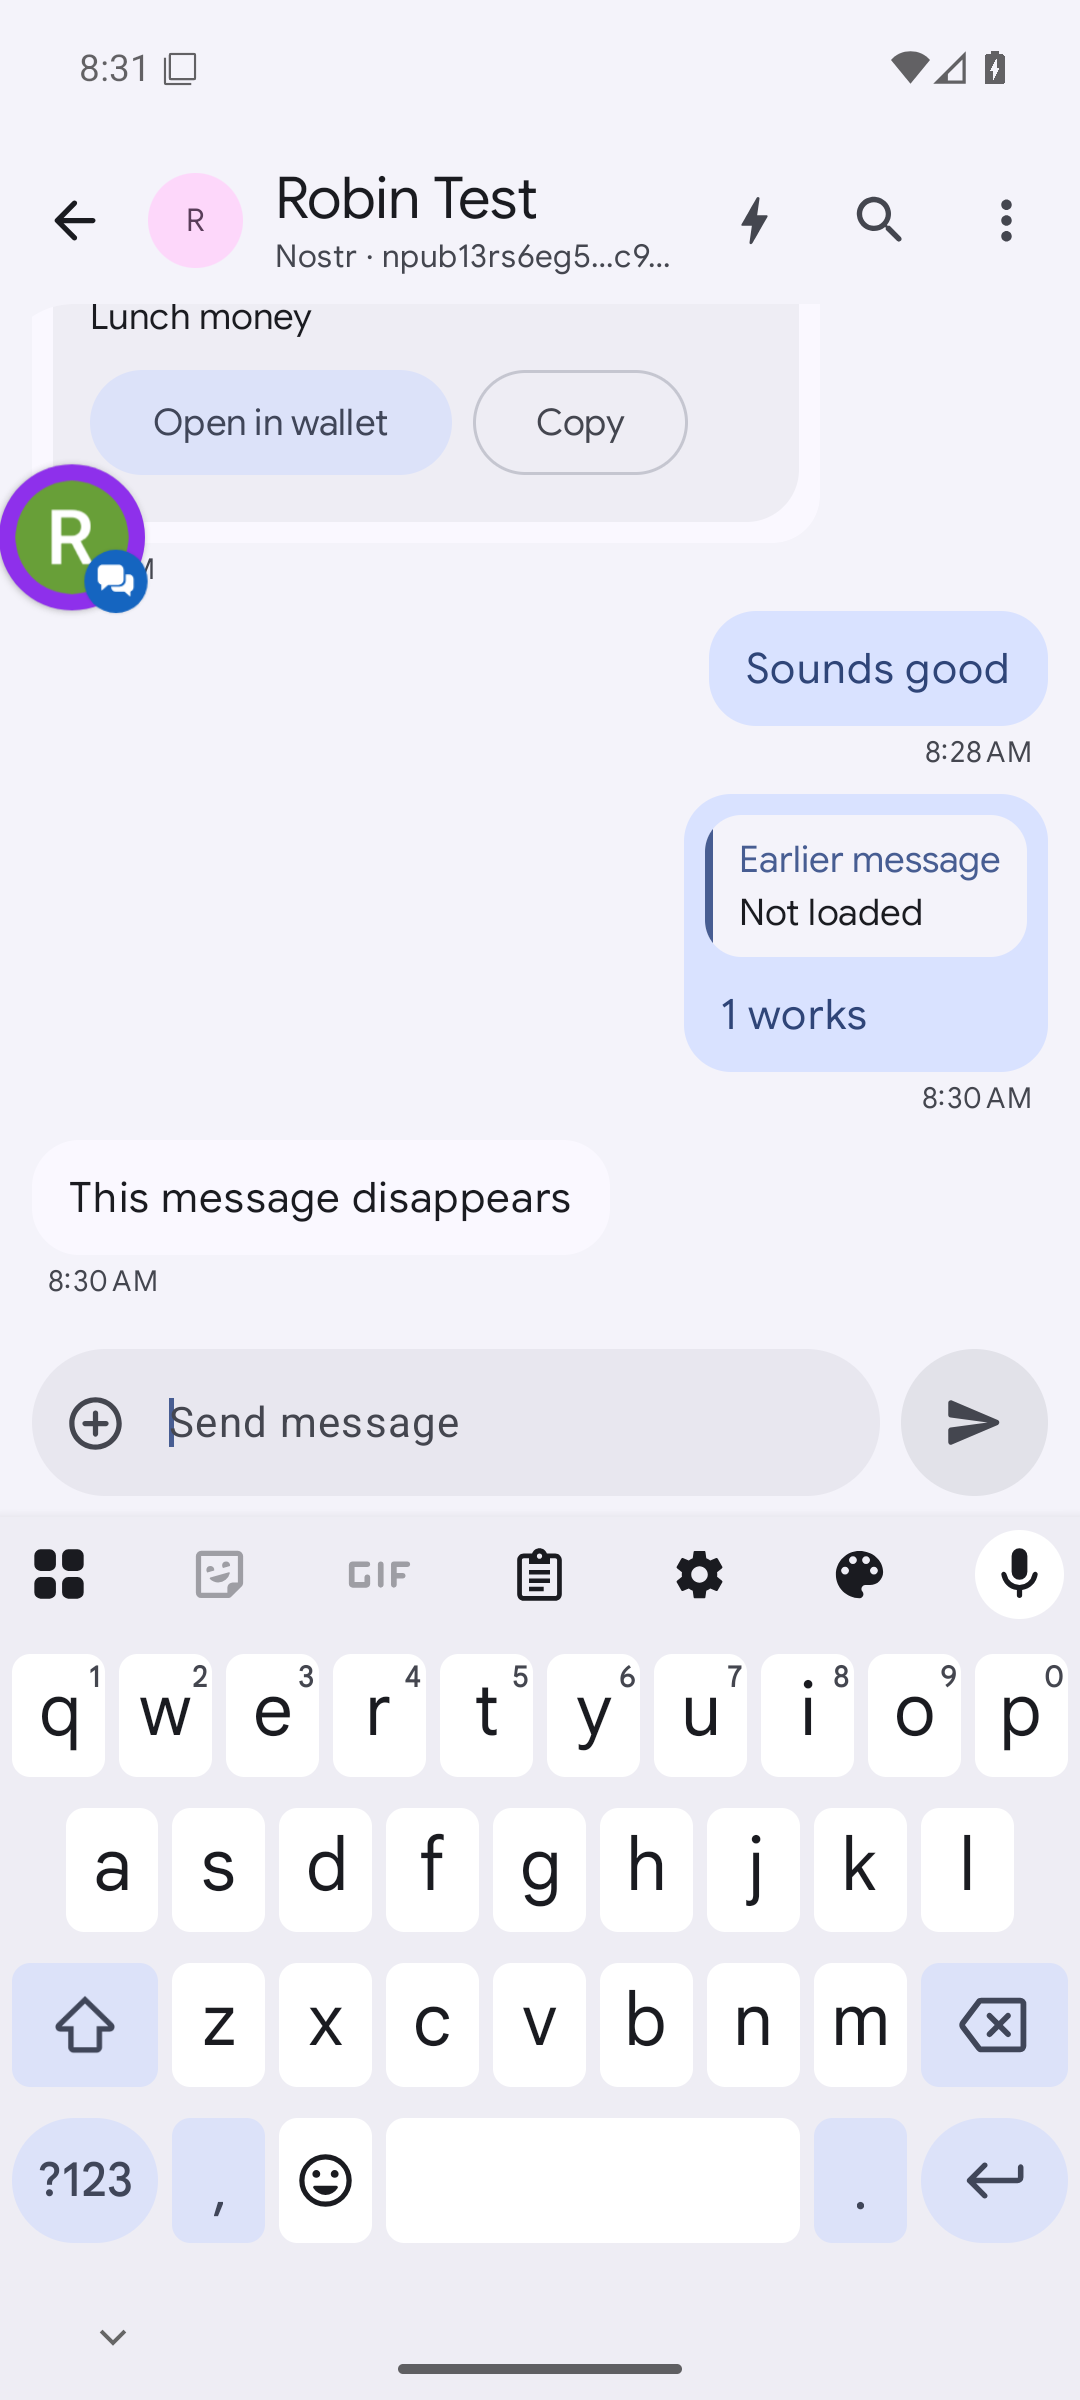 8:31
R
Robin Test
Nostr · npub13rs6eg5...c9...
Lunch money
Open in wallet
Copy
R
M
Sounds good
8:28 AM
Earlier message
Not loaded
1 works
8:30 AM
This message disappears
8:30 AM
Send message
GIF
q1 w2 e3 r4 t5 y6 u7 i8 o9 p0
a s d f g h j k l
z x c v b n m
?123 , .